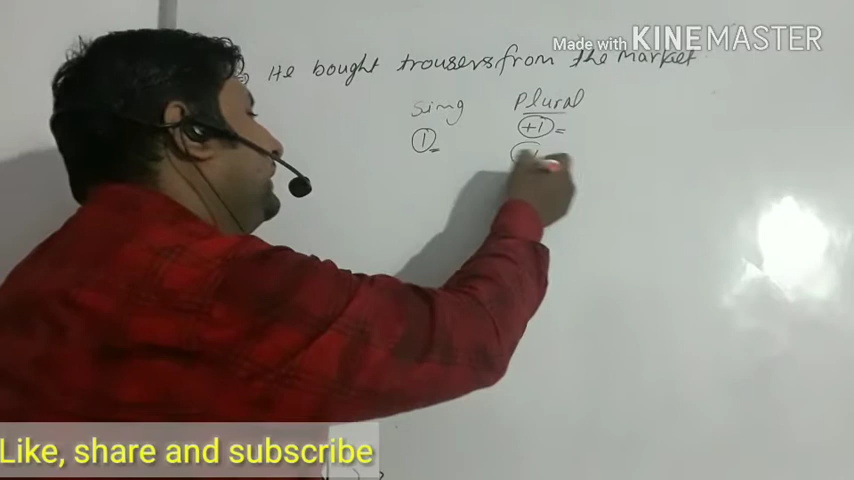 Made with KINEMASTER
He bought trousers from the Market.
sing Plural
1 +1
Like, share and subscribe